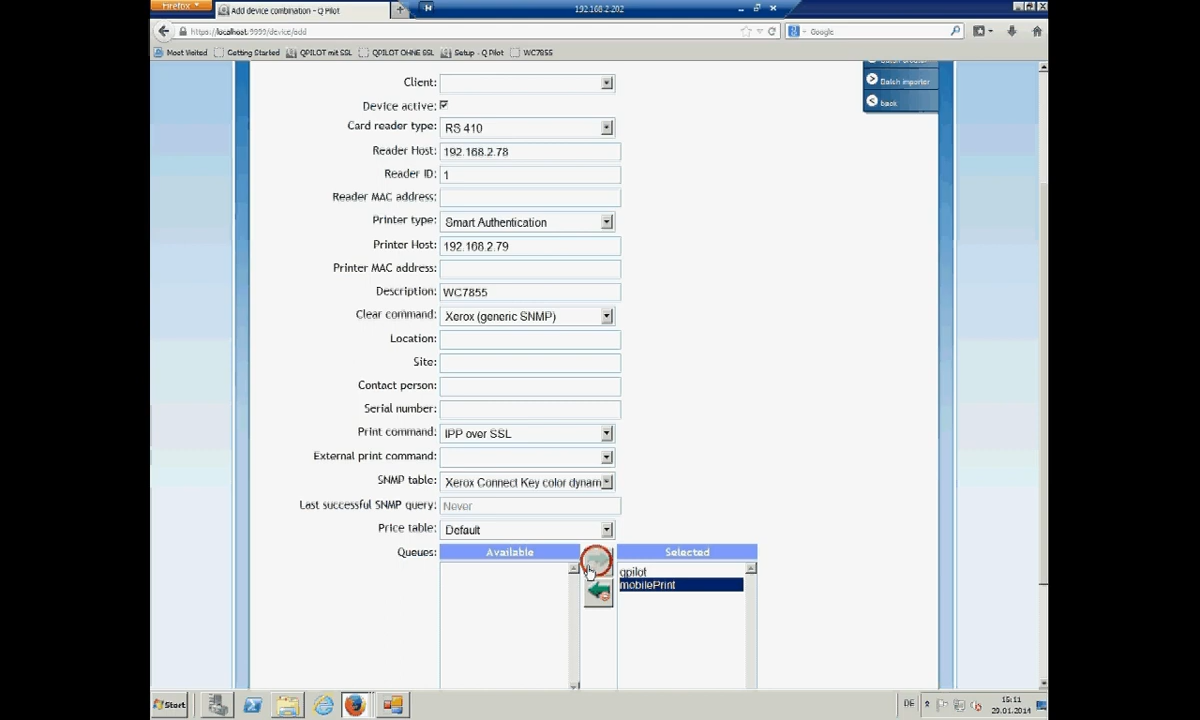 Firefox
Add device combination - Q Pilot
192.168.2.202
https://localhost:9999/device/add
Google
Most Visited
Getting Started
QPILOT mit SSL
QPILOT OHNE SSL
Setup - Q Pilot
WC7855
Batch importer
back
Client:
Device active:
Card reader type: RS 410
Reader Host: 192.168.2.78
Reader ID: 1
Reader MAC address:
Printer type: Smart Authentication
Printer Host: 192.168.2.79
Printer MAC address:
Description: WC7855
Clear command: Xerox (generic SNMP)
Location:
Site:
Contact person:
Serial number:
Print command: IPP over SSL
External print command:
SNMP table: Xerox Connect Key color dynam
Last successful SNMP query: Never
Price table: Default
Queues: Available Selected
qpilot
mobilePrint
Start
DE
15:11
29.01.2014